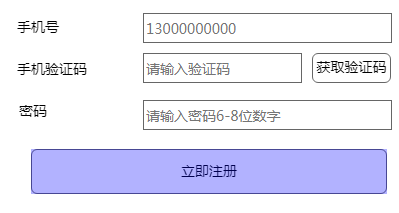 手机号 13000000000
手机验证码 请输入验证码 获取验证码
密码 请输入密码6-8位数字
立即注册